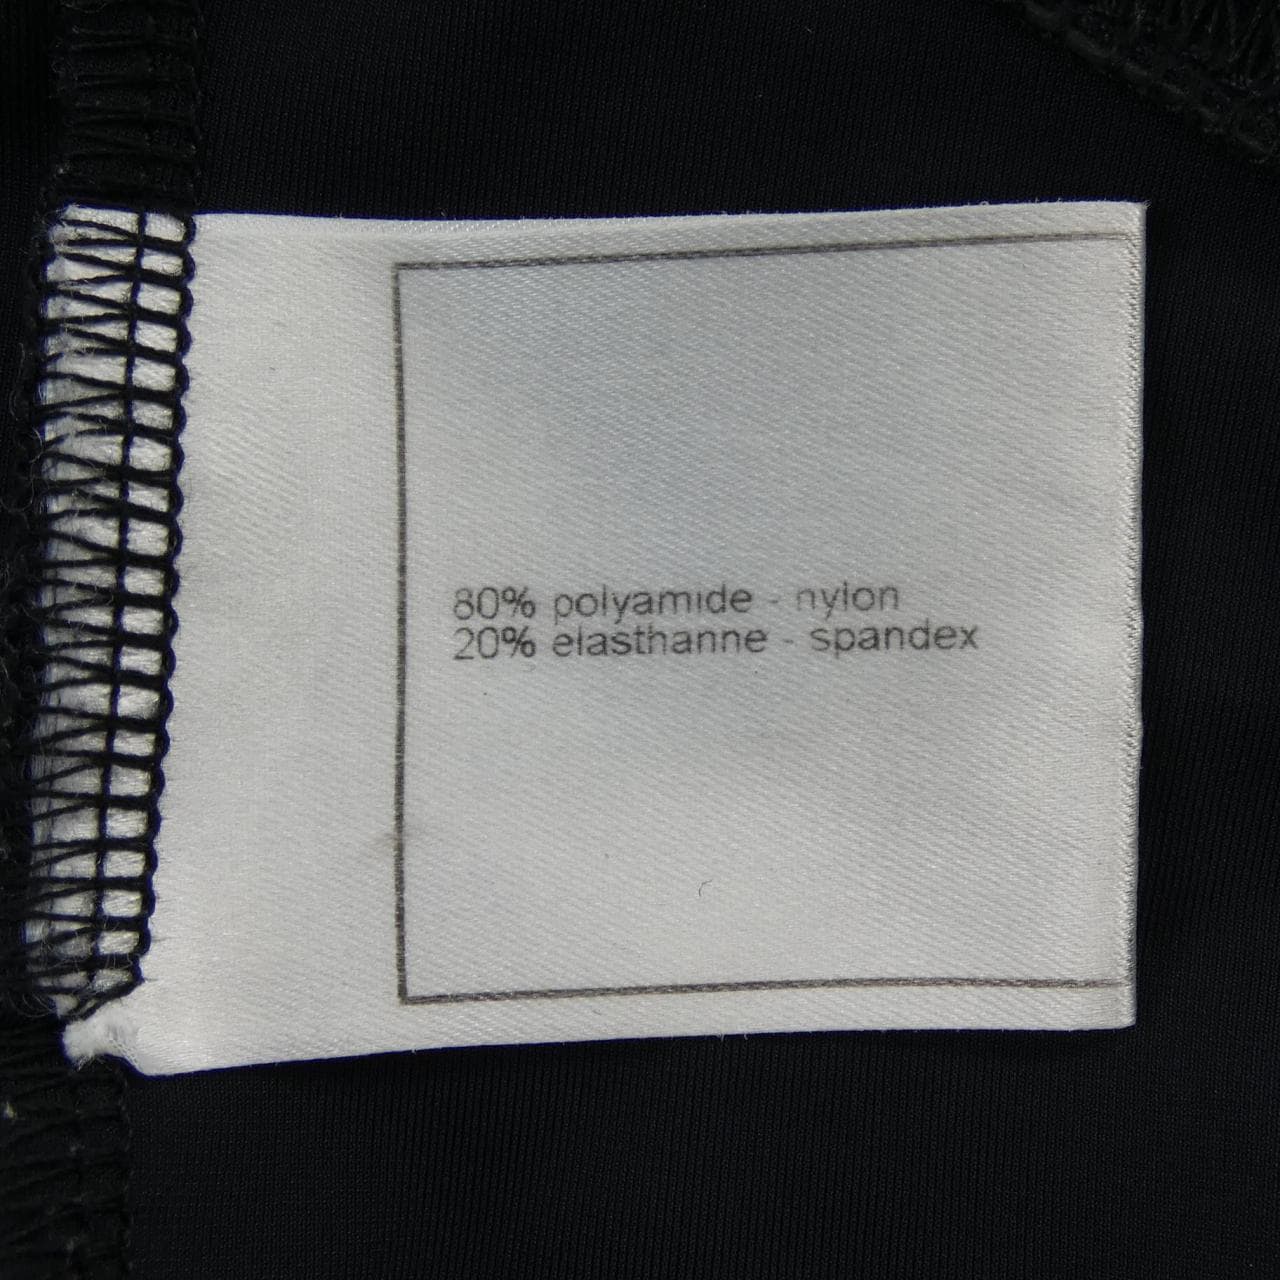 80% polyamide - nylon
20% elasthanne - spandex